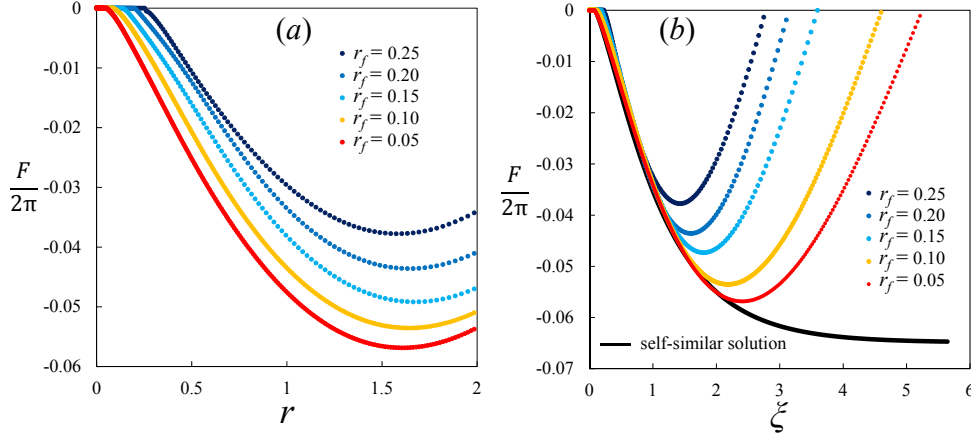 (a)
0
-0.01
-0.02
-0.03
-0.04
-0.05
-0.06
F
2π
r_f = 0.25
r_f = 0.20
r_f = 0.15
r_f = 0.10
r_f = 0.05
0 0.5 1 1.5 2
r
(b)
0
-0.01
-0.02
-0.03
-0.04
-0.05
-0.06
-0.07
F
2π
r_f = 0.25
r_f = 0.20
r_f = 0.15
r_f = 0.10
r_f = 0.05
self-similar solution
0 1 2 3 4 5 6
ξ